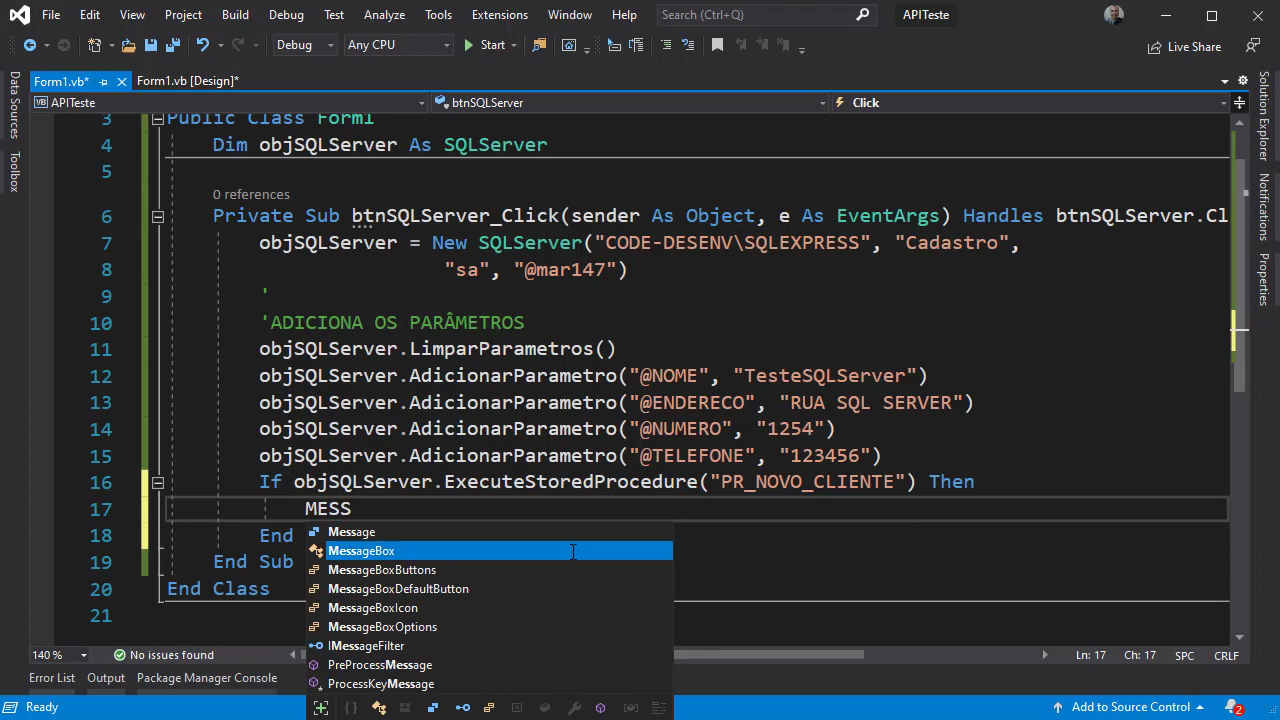 File Edit View Project Build Debug Test Analyze Tools Extensions Window Help Search (Ctrl+Q) APITeste
Debug Any CPU Start Live Share
Form1.vb* Form1.vb [Design]*
APITeste btnSQLServer Click
Data Sources
Toolbox
3 Public Class Form1
4 Dim objSQLServer As SQLServer
5
0 references
6 Private Sub btnSQLServer_Click(sender As Object, e As EventArgs) Handles btnSQLServer.Cl
7 objSQLServer = New SQLServer("CODE-DESENV\SQLEXPRESS", "Cadastro",
8 "sa", "@mar147")
9 '
10 'ADICIONA OS PARÂMETROS
11 objSQLServer.LimparParametros()
12 objSQLServer.AdicionarParametro("@NOME", "TesteSQLServer")
13 objSQLServer.AdicionarParametro("@ENDERECO", "RUA SQL SERVER")
14 objSQLServer.AdicionarParametro("@NUMERO", "1254")
15 objSQLServer.AdicionarParametro("@TELEFONE", "123456")
16 If objSQLServer.ExecuteStoredProcedure("PR_NOVO_CLIENTE") Then
17 MESS
18 End
19 End Sub
20 End Class
21
Message
MessageBox
MessageBoxButtons
MessageBoxDefaultButton
MessageBoxIcon
MessageBoxOptions
IMessageFilter
PreProcessMessage
ProcessKeyMessage
Solution Explorer
Notifications
Properties
140 % No issues found Ln: 17 Ch: 17 SPC CRLF
Error List Output Package Manager Console
Ready Add to Source Control 2